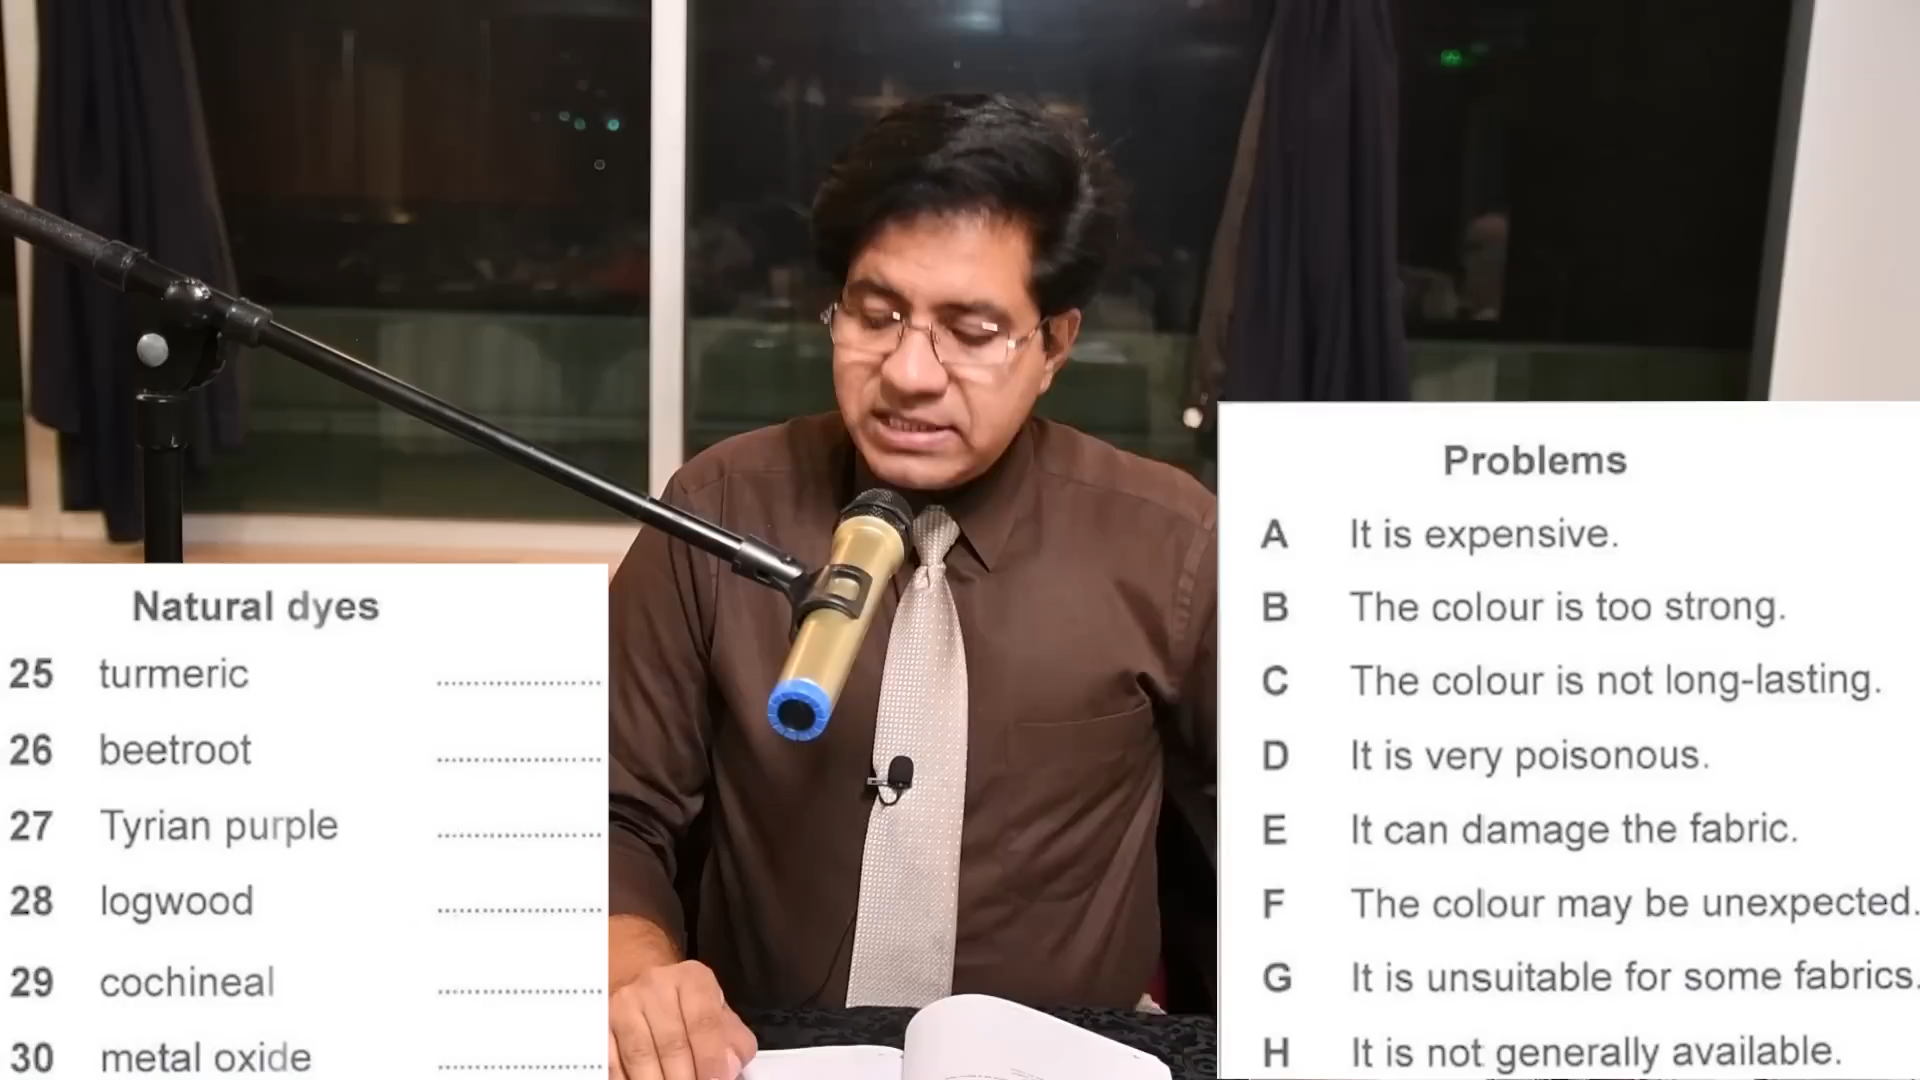 Natural dyes
25 turmeric ..................
26 beetroot ..................
27 Tyrian purple ..................
28 logwood ..................
29 cochineal ..................
30 metal oxide ..................
Problems
A It is expensive.
B The colour is too strong.
C The colour is not long-lasting.
D It is very poisonous.
E It can damage the fabric.
F The colour may be unexpected.
G It is unsuitable for some fabrics.
H It is not generally available.